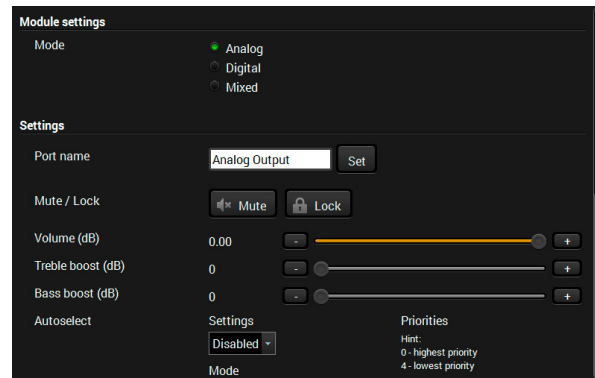 Module settings
Mode
Analog
Digital
Mixed
Settings
Port name
Analog Output
Set
Mute / Lock
Mute
Lock
Volume (dB)
0.00
-
+
Treble boost (dB)
0
-
+
Bass boost (dB)
0
-
+
Autoselect
Settings
Priorities
Disabled
Hint:
0 - highest priority
4 - lowest priority
Mode